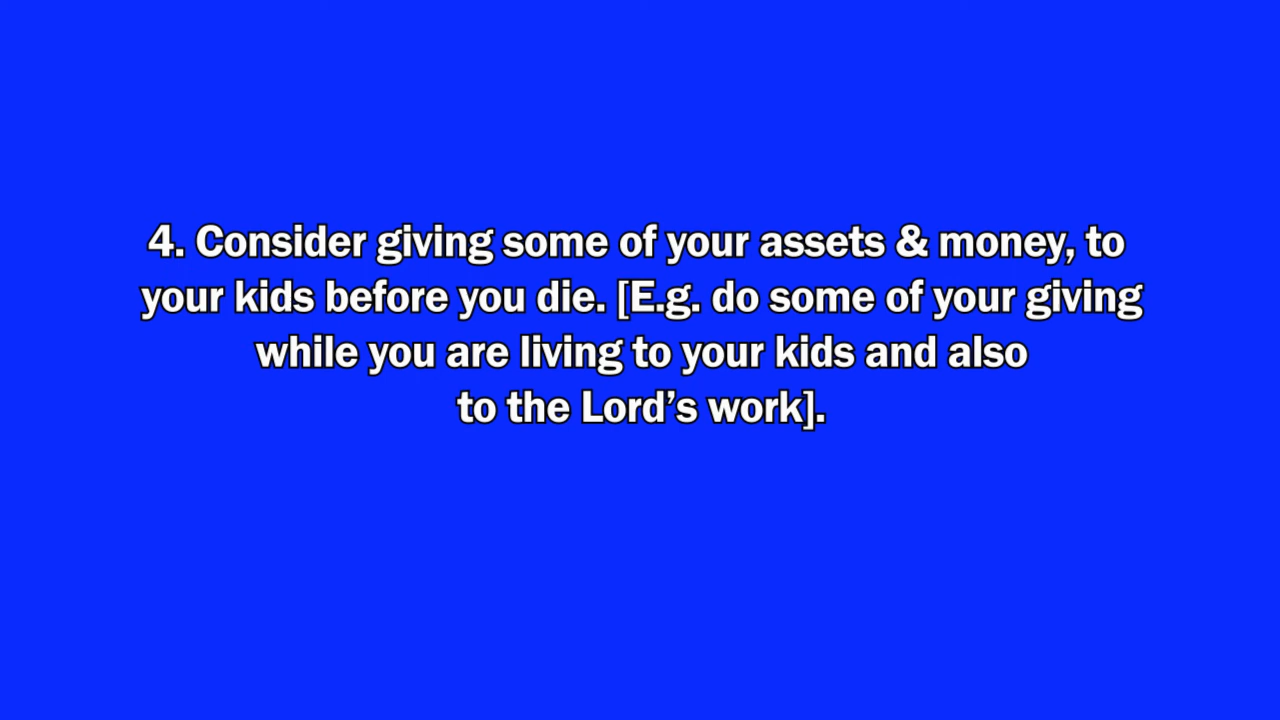 4. Consider giving some of your assets & money, to
your kids before you die. [E.g. do some of your giving
while you are living to your kids and also
to the Lord’s work].